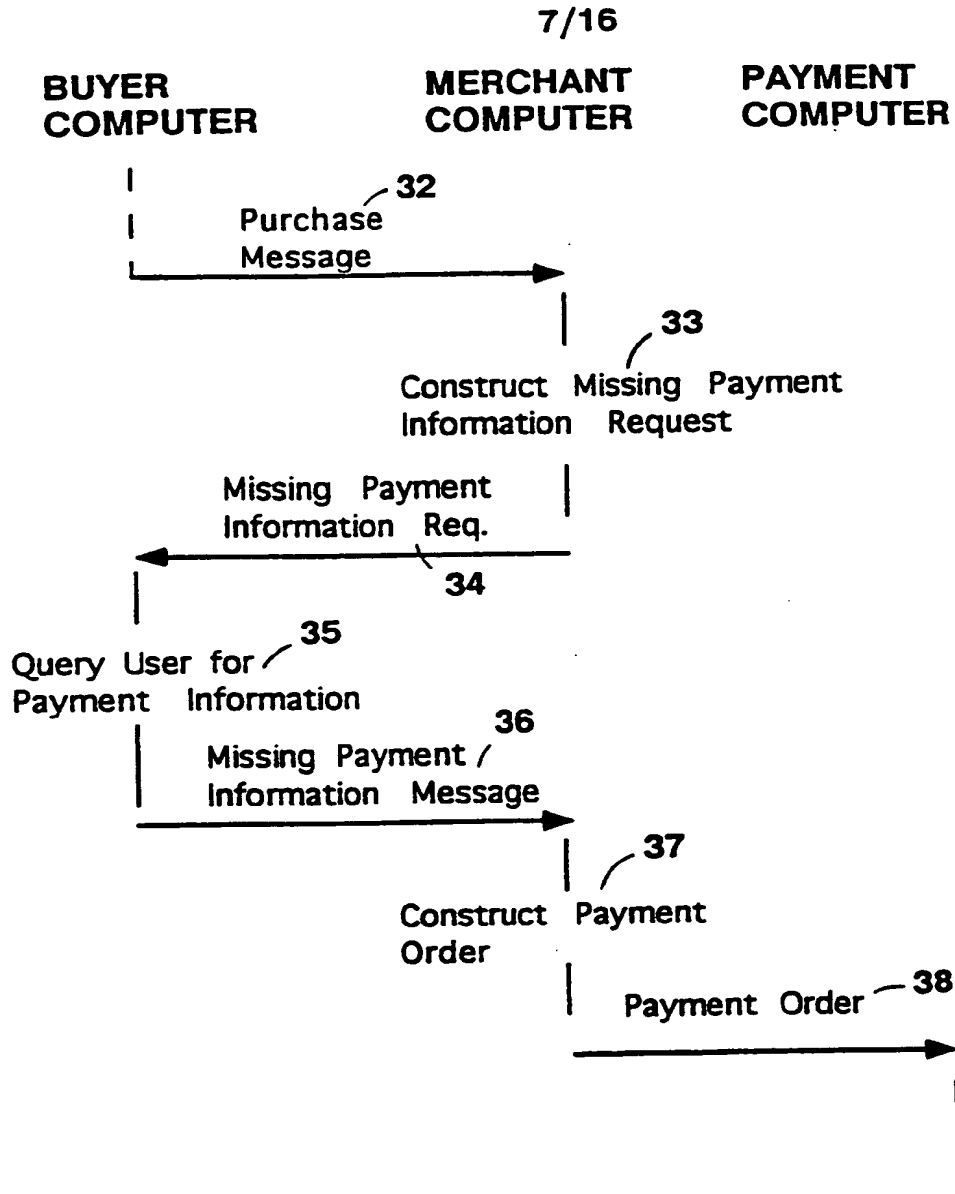 7/16
BUYER
COMPUTER
MERCHANT
COMPUTER
PAYMENT
COMPUTER
32
Purchase
Message
33
Construct Missing Payment
Information Request
Missing Payment
Information Req.
34
35
Query User for
Payment Information
36
Missing Payment
Information Message
37
Construct Payment
Order
38
Payment Order